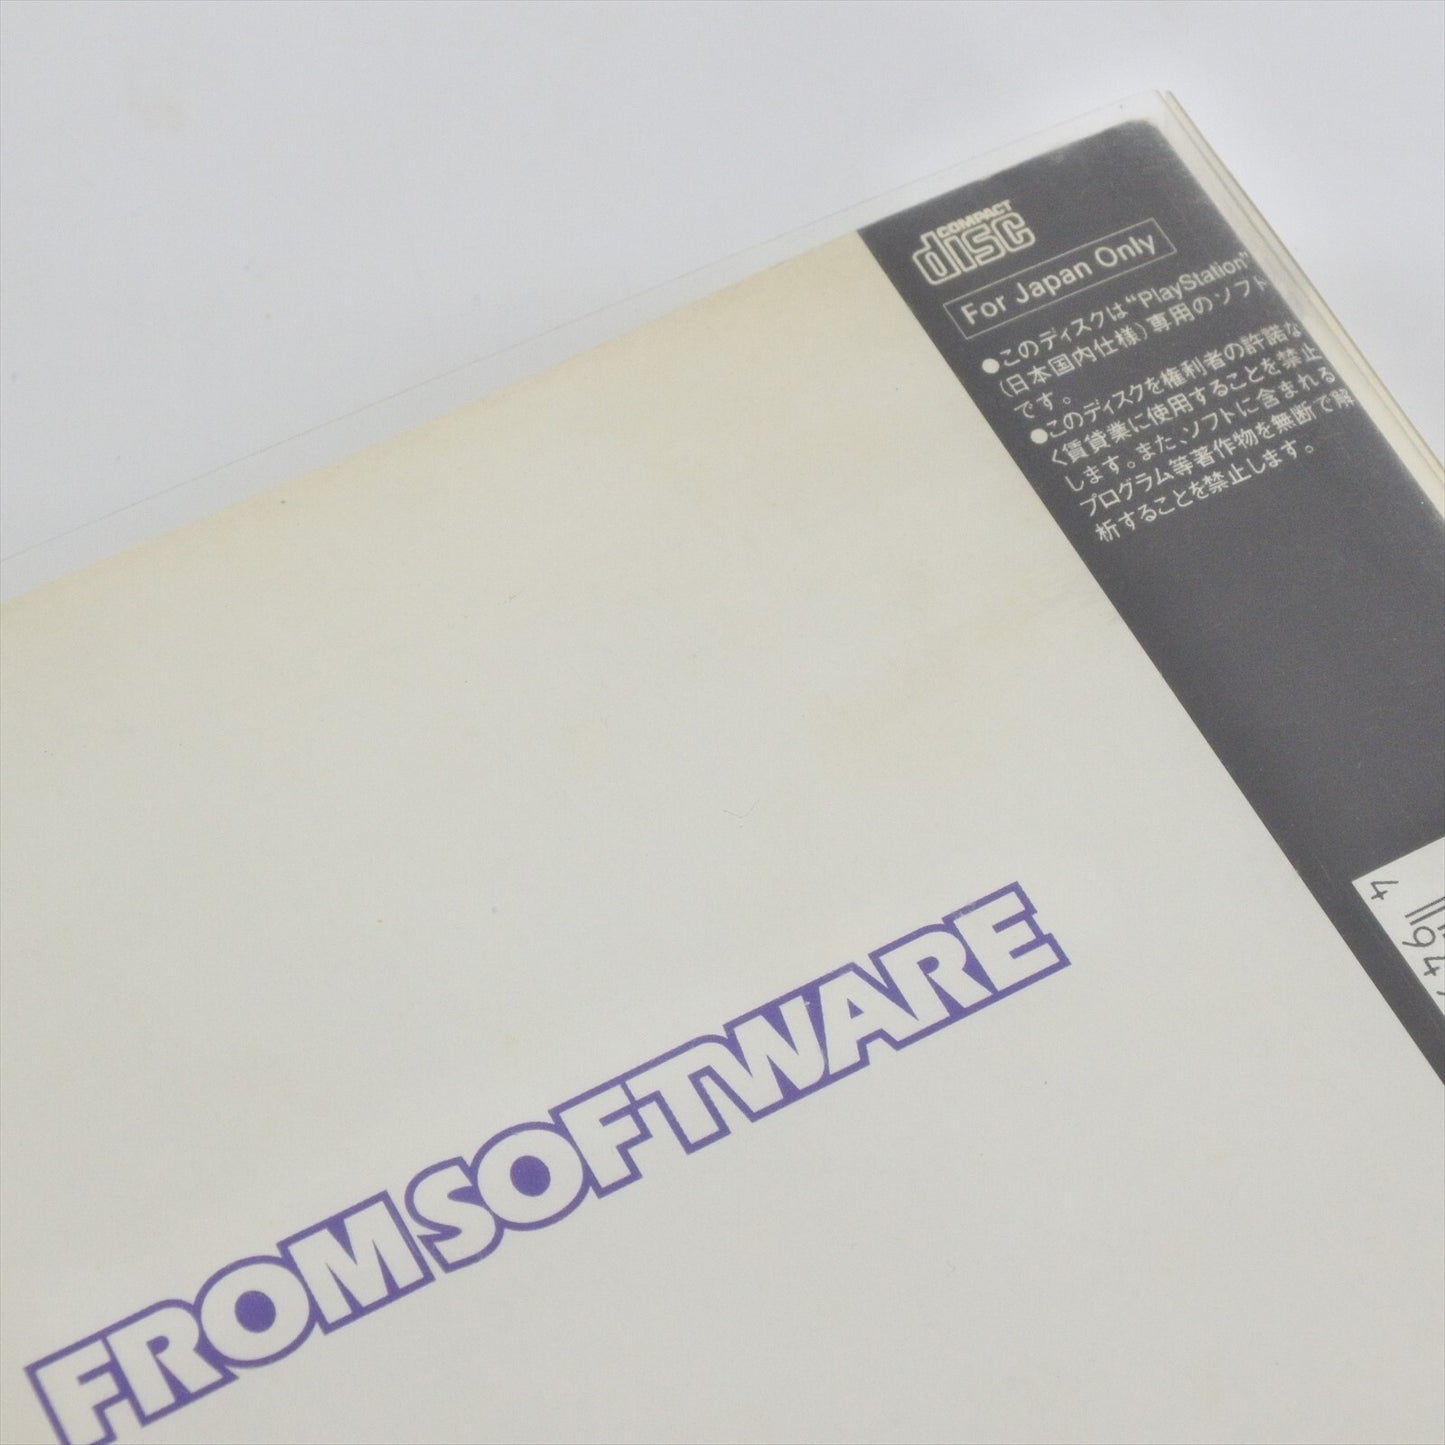 COMPACT
disc
For Japan Only
●このディスクは“PlayStation”
(日本国内仕様)専用のソフト
です。
●このディスクを権利者の許諾な
く賃貸業に使用することを禁止
します。また、ソフトに含まれる
プログラム等著作物を無断で解
析することを禁止します。
4
94
FROMSOFTWARE